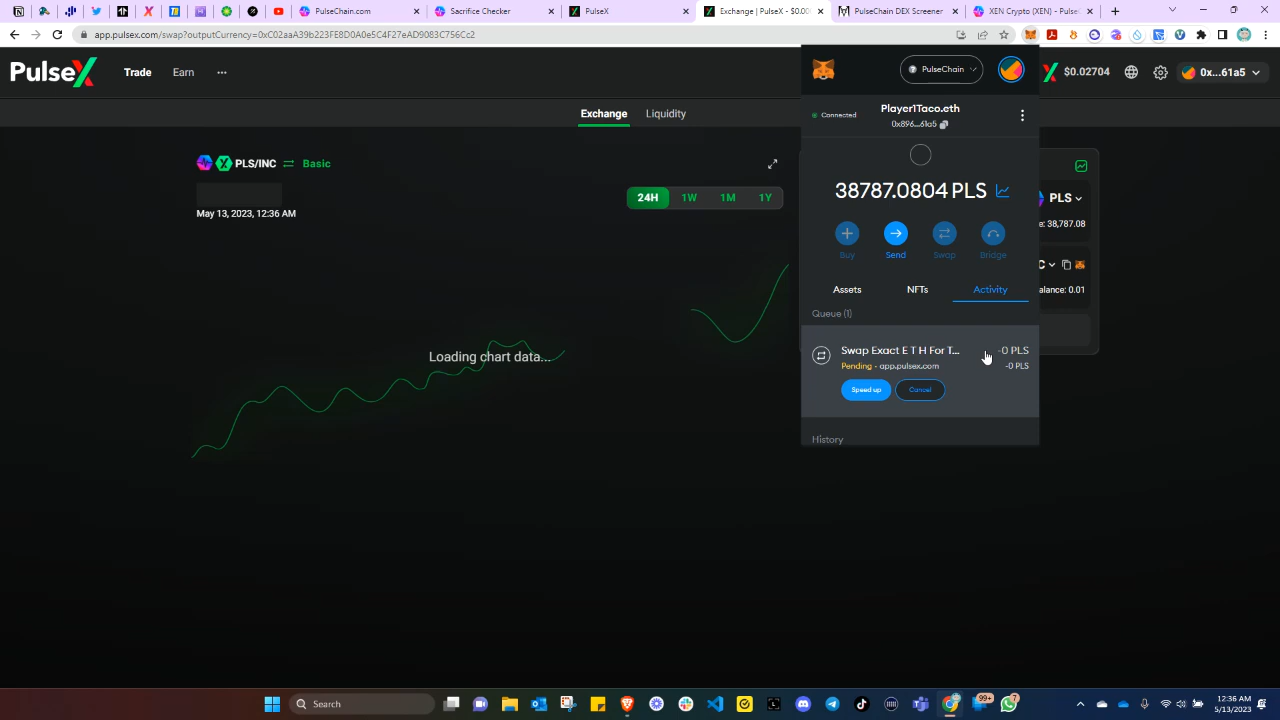 PulseChain.com
Sacrifice Checker
PulseX
Exchange | PulseX - $0.00
PulseChain DEX Screener
XEN Crypto (XEN) - Pulse
app.pulsex.com/swap?outputCurrency=
PulseX
Trade
Earn
$0.02704
0x...61a5
Exchange
Liquidity
PLS/INC
Basic
May 13, 2023, 12:36 AM
24H
1W
1M
1Y
Loading chart data...
PulseChain
Connected
Player1Taco.eth
0x896...61a5
38787.0804 PLS
Buy
Send
Swap
Bridge
Assets
NFTs
Activity
Queue (1)
Swap Exact E T H For T...
-0 PLS
Pending - app.pulsex.com
-0 PLS
Speed up
Cancel
History
PLS
e: 38,787.08
C
alance: 0.01
Search
99+
7
12:36 AM
5/13/2023